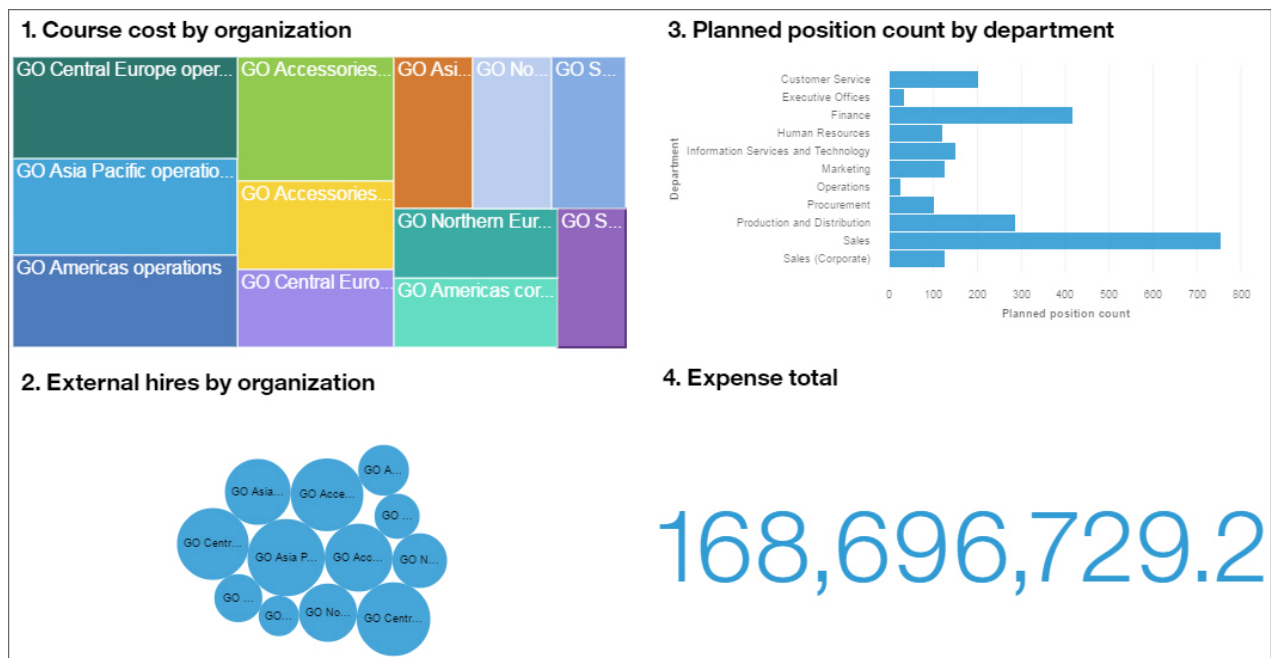 1. Course cost by organization
GO Central Europe oper...
GO Accessories...
GO Asi...
GO No...
GO S...
GO Asia Pacific operatio...
GO Accessories...
GO Northern Eur...
GO S...
GO Americas operations
GO Central Euro...
GO Americas cor...
2. External hires by organization
GO A...
GO Asia...
GO Acce...
GO ...
GO Centr...
GO Asia P...
GO Acc...
GO N...
GO ...
GO...
GO No...
GO Centr...
3. Planned position count by department
Department
Customer Service
Executive Offices
Finance
Human Resources
Information Services and Technology
Marketing
Operations
Procurement
Production and Distribution
Sales
Sales (Corporate)
0 100 200 300 400 500 600 700 800
Planned position count
4. Expense total
168,696,729.2